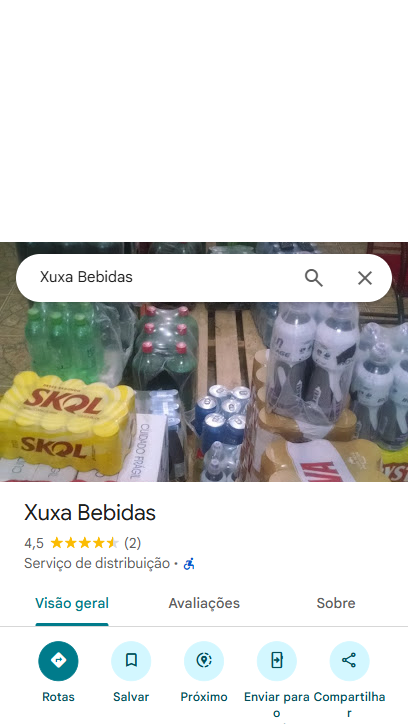 Xuxa Bebidas
SKOL
SKOL
CUIDADO FRÁGIL
Xuxa Bebidas
4,5 (2)
Serviço de distribuição •
Visão geral Avaliações Sobre
Rotas Salvar Próximo Enviar para o Compartilhar